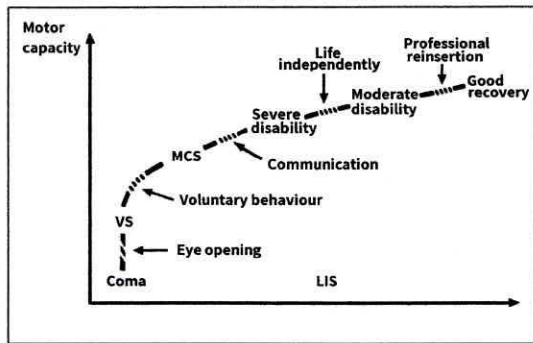 Motor
capacity
Life
independently
Professional
reinsertion
Good
recovery
Moderate
disability
Severe
disability
MCS
Communication
Voluntary behaviour
VS
Eye opening
Coma
LIS